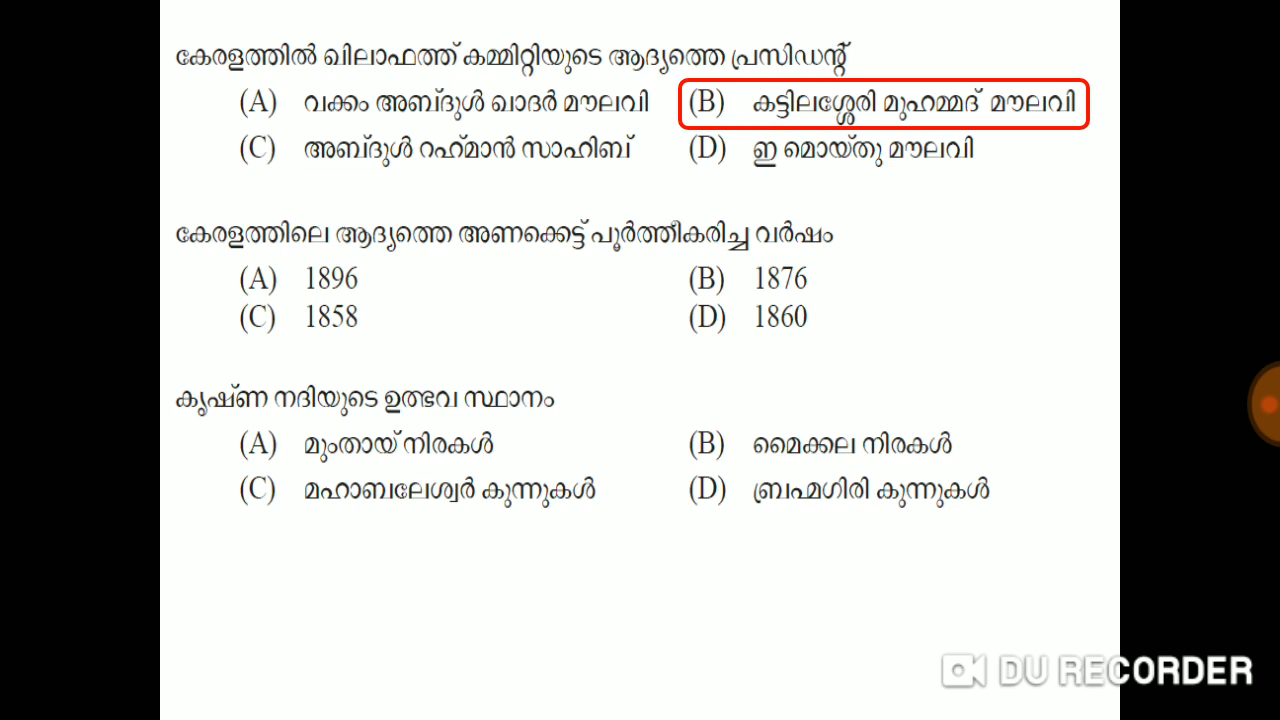 കേരളത്തിൽ ഖിലാഫത്ത് കമ്മിറ്റിയുടെ ആദ്യത്തെ പ്രസിഡന്റ്
(A) വക്കം അബ്ദുൾ ഖാദർ മൗലവി (B) കട്ടിലശ്ശേരി മുഹമ്മദ് മൗലവി
(C) അബ്ദുൾ റഹ്മാൻ സാഹിബ് (D) ഇ മൊയ്തു മൗലവി
കേരളത്തിലെ ആദ്യത്തെ അണക്കെട്ട് പൂർത്തീകരിച്ച വർഷം
(A) 1896 (B) 1876
(C) 1858 (D) 1860
കൃഷ്ണ നദിയുടെ ഉത്ഭവ സ്ഥാനം
(A) മുംതായ് നിരകൾ (B) മൈക്കല നിരകൾ
(C) മഹാബലേശ്വർ കുന്നുകൾ (D) ബ്രഹ്മഗിരി കുന്നുകൾ
DU RECORDER